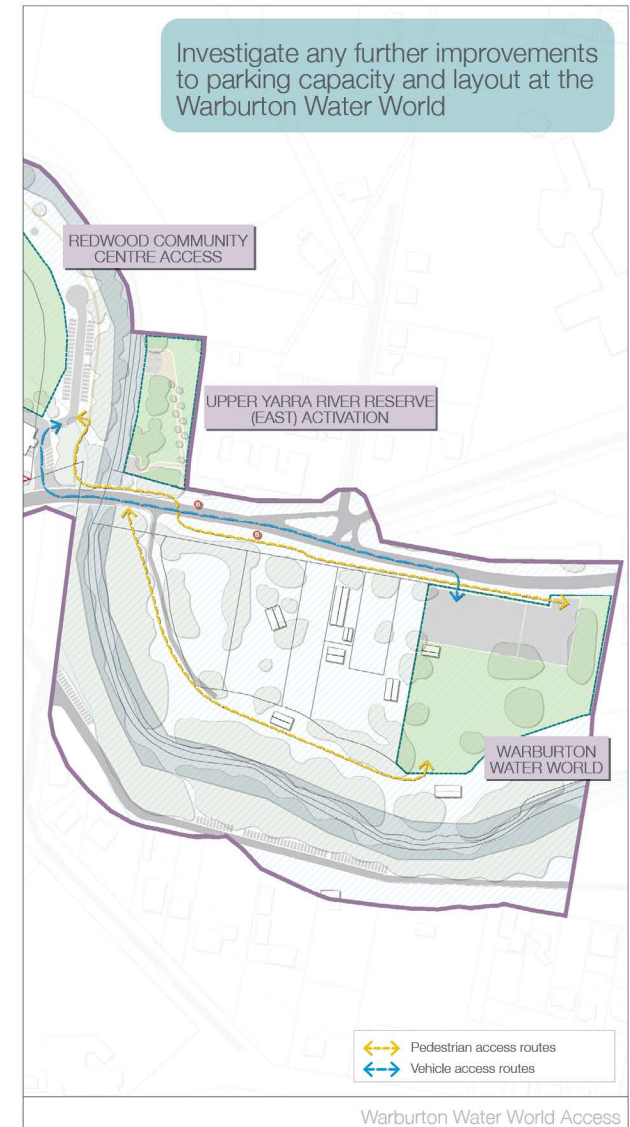 Investigate any further improvements
to parking capacity and layout at the
Warburton Water World
REDWOOD COMMUNITY
CENTRE ACCESS
UPPER YARRA RIVER RESERVE
(EAST) ACTIVATION
B
B
WARBURTON
WATER WORLD
Pedestrian access routes
Vehicle access routes
Warburton Water World Access